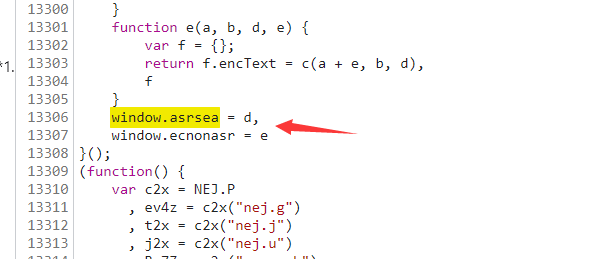 13300 }
13301 function e(a, b, d, e) {
13302 var f = {};
*1. 13303 return f.encText = c(a + e, b, d),
13304 f
13305 }
13306 window.asrsea = d,
13307 window.ecnonasr = e
13308 }();
13309 (function() {
13310 var c2x = NEJ.P
13311 , ev4z = c2x("nej.g")
13312 , t2x = c2x("nej.j")
13313 , j2x = c2x("nej.u")
13314